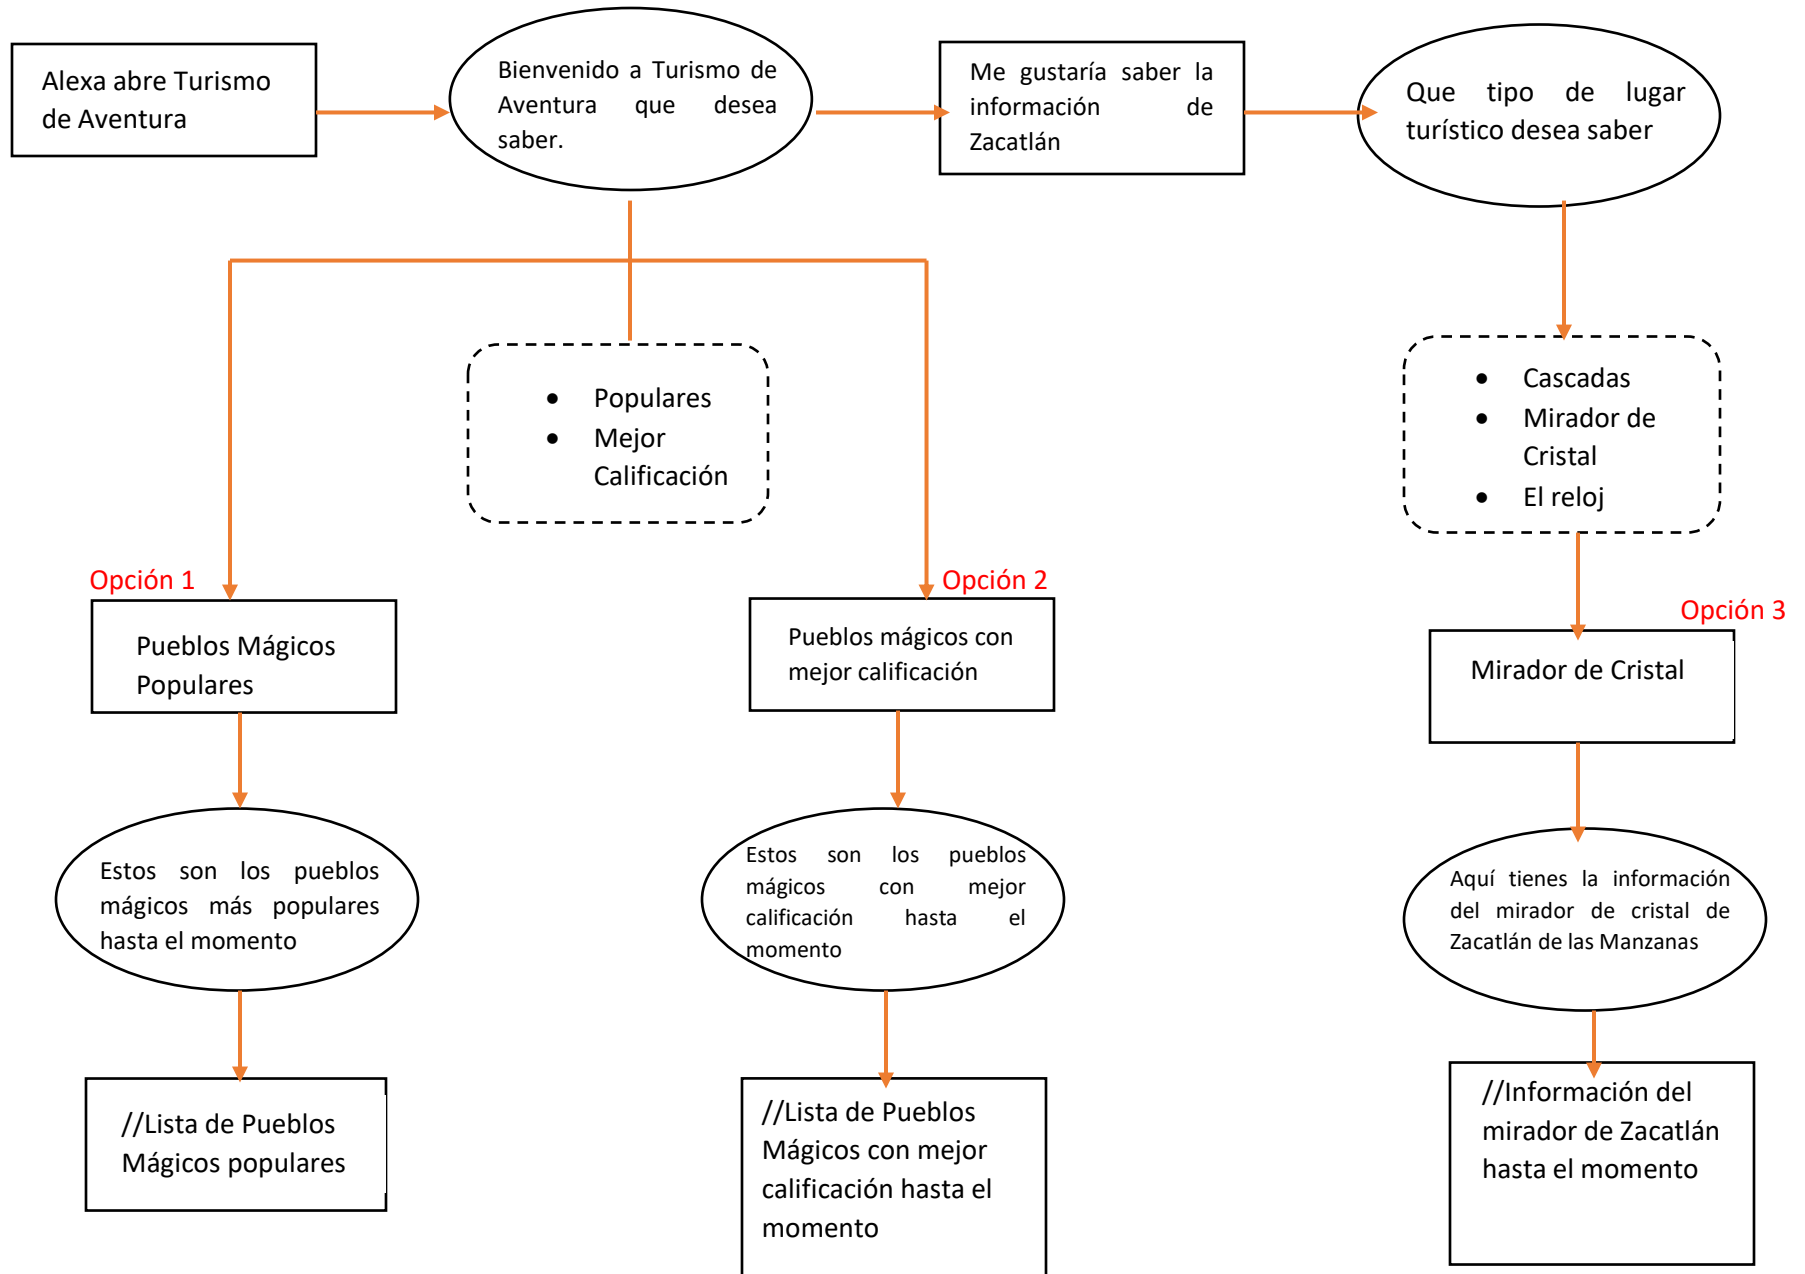 Alexa abre Turismo
de Aventura
Bienvenido a Turismo de
Aventura que desea
saber.
Me gustaría saber la
información de
Zacatlán
Que tipo de lugar
turístico desea saber
• Populares
• Mejor
Calificación
• Cascadas
• Mirador de
Cristal
• El reloj
Opción 1
Pueblos Mágicos
Populares
Opción 2
Pueblos mágicos con
mejor calificación
Opción 3
Mirador de Cristal
Estos son los pueblos
mágicos más populares
hasta el momento
Estos son los pueblos
mágicos con mejor
calificación hasta el
momento
Aquí tienes la información
del mirador de cristal de
Zacatlán de las Manzanas
//Lista de Pueblos
Mágicos populares
//Lista de Pueblos
Mágicos con mejor
calificación hasta el
momento
//Información del
mirador de Zacatlán
hasta el momento